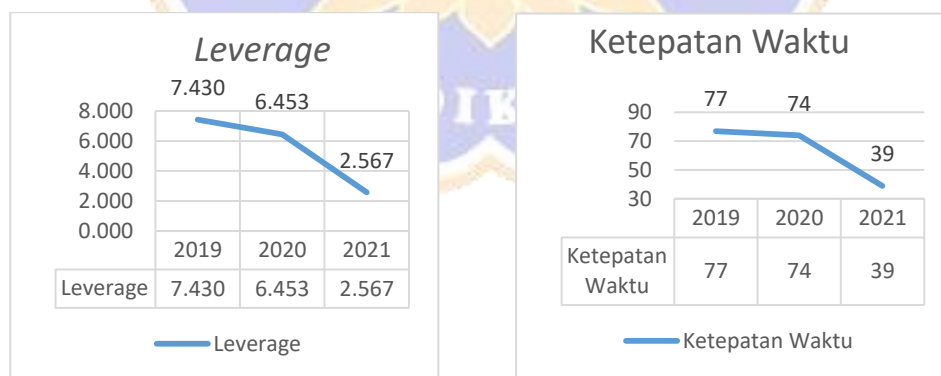 Leverage
7.430
6.453
2.567
8.000
6.000
4.000
2.000
0.000
2019 2020 2021
Leverage 7.430 6.453 2.567
Leverage
Ketepatan Waktu
77
74
39
90
70
50
30
2019 2020 2021
Ketepatan
Waktu 77 74 39
Ketepatan Waktu